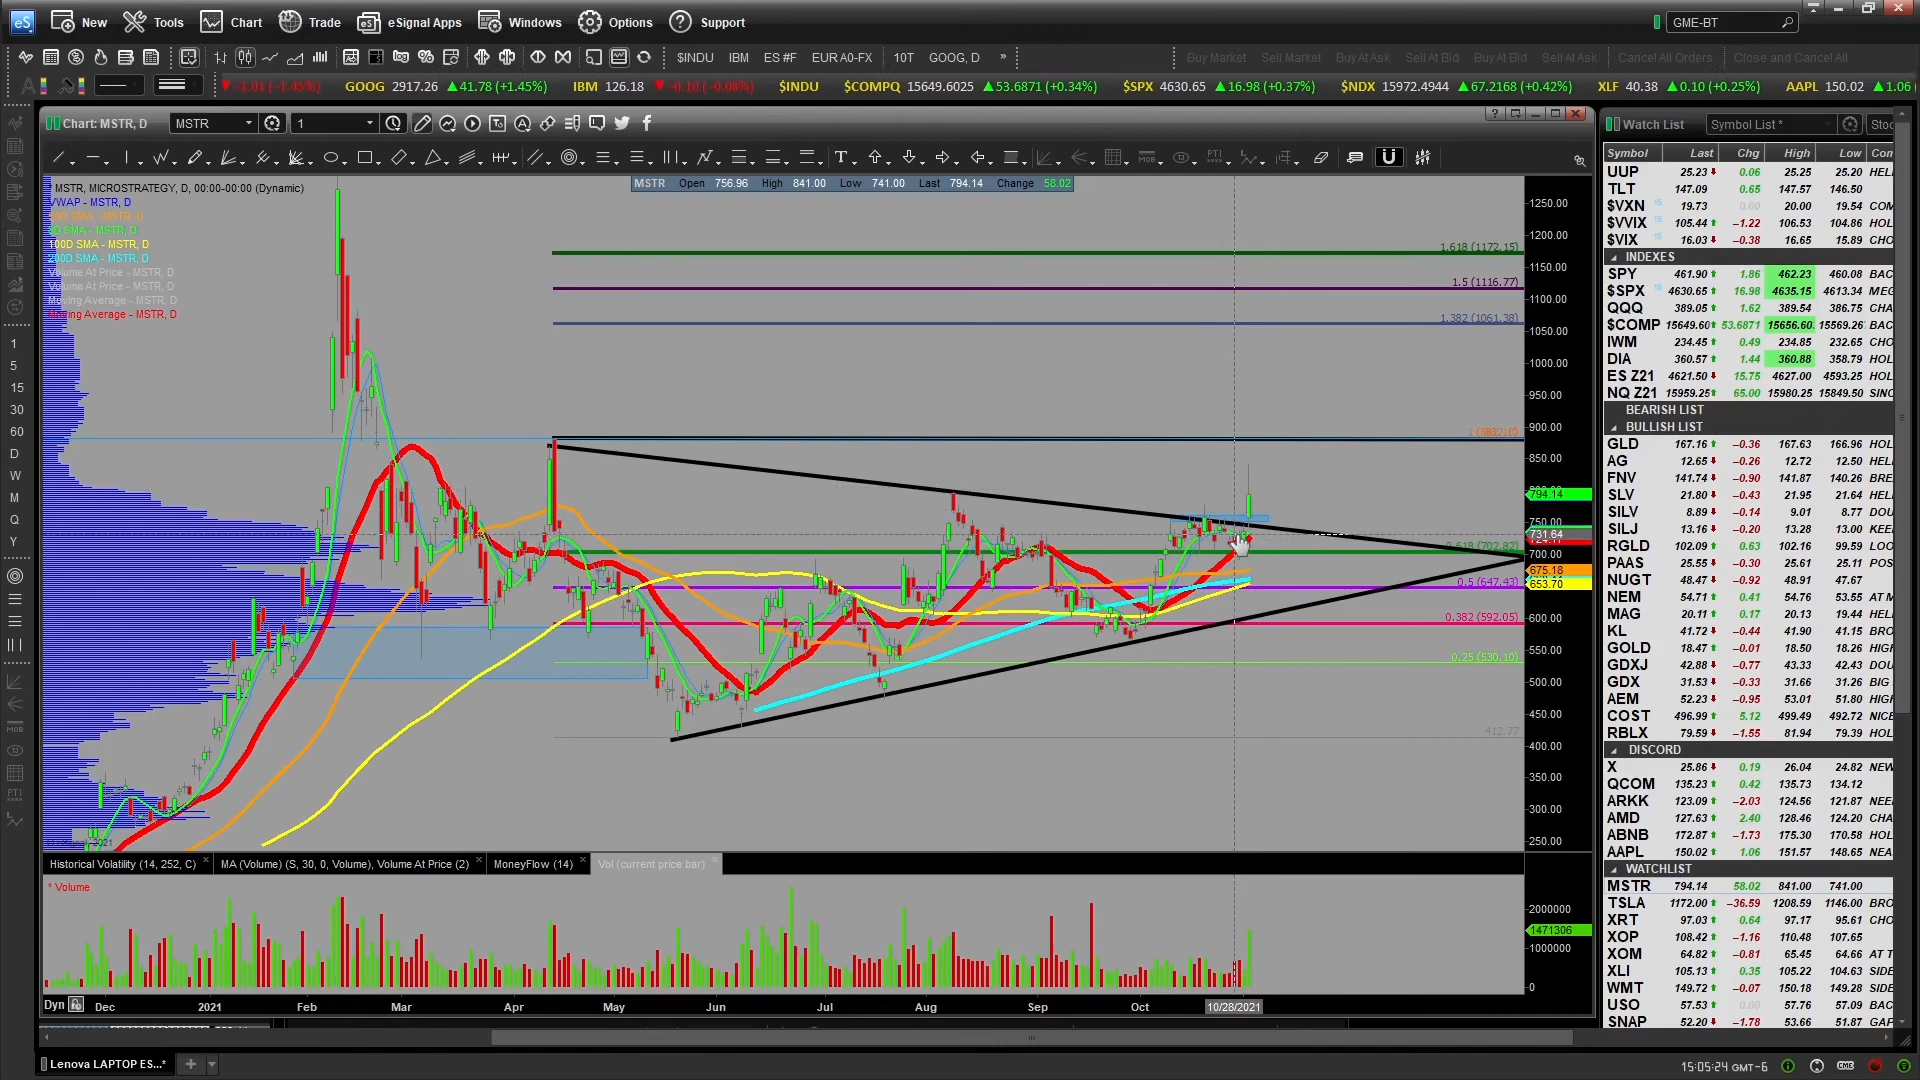 eS New Tools Chart Trade eSignal Apps Windows Options Support GME-BT
$INDU IBM ES #F EUR A0-FX 10T GOOG, D » Buy Market Sell Market Buy At Ask Sell At Bid Buy At Bid Sell At Ask Cancel All Orders Close and Cancel All
-1.01 (-1.45%) GOOG 2917.26 41.78 (+1.45%) IBM 126.18 -0.10 (-0.08%) $INDU $COMPQ 15649.6025 53.6871 (+0.34%) $SPX 4630.65 16.98 (+0.37%) $NDX 15972.4944 67.2168 (+0.42%) XLF 40.38 0.10 (+0.25%) AAPL 150.02 1.06
Chart: MSTR, D MSTR 1
* MSTR, MICROSTRATEGY, D, 00:00-00:00 (Dynamic)
VWAP - MSTR, D
100D SMA - MSTR, D
200D SMA - MSTR, D
Volume At Price - MSTR, D
Volume At Price - MSTR, D
Moving Average - MSTR, D
Moving Average - MSTR, D
MSTR Open 756.96 High 841.00 Low 741.00 Last 794.14 Change 58.02
1.618 (1172.15)
1.5 (1116.77)
1.382 (1061.38)
0.618 (702.82)
0.5 (647.43)
0.382 (592.05)
0.25 (530.10)
412.77
1250.00
1200.00
1150.00
1100.00
1050.00
1000.00
950.00
900.00
850.00
794.14
750.00
731.64
700.00
675.18
653.70
600.00
550.00
500.00
450.00
400.00
350.00
300.00
250.00
1
5
15
30
60
D
W
M
Q
Y
MOB
PTI
Historical Volatility (14, 252, C) MA (Volume) (S, 30, 0, Volume), Volume At Price (2) MoneyFlow (14) Vol (current price bar)
* Volume
2000000
1471306
1000000
0
Dyn Dec 2021 Feb Mar Apr May Jun Jul Aug Sep Oct 10/28/2021
Lenova LAPTOP ES...*
Watch List Symbol List * Stoc
Symbol Last Chg High Low Com
UUP 25.23 0.06 25.25 25.20 HEL
TLT 147.09 0.65 147.57 146.50
$VXN 15 19.73 0.00 20.00 19.54 COM
$VVIX 15 105.44 -1.22 106.53 104.86 HOL
$VIX 15 16.03 -0.38 16.65 15.89 CHO
INDEXES
SPY 461.90 1.86 462.23 460.08 BAC
$SPX 15 4630.65 16.98 4635.15 4613.34 MEG
QQQ 389.05 1.62 389.54 386.75 CHA
$COMP 15649.60 53.6871 15656.60 15569.26 BAC
IWM 234.45 0.49 234.85 232.65 CHO
DIA 360.57 1.44 360.88 358.79 HOL
ES Z21 4621.50 15.75 4627.00 4593.25 HOL
NQ Z21 15959.25 65.00 15980.25 15849.50 SINC
BEARISH LIST
BULLISH LIST
GLD 167.16 -0.36 167.63 166.96 HOL
AG 12.65 -0.26 12.72 12.50 HEL
FNV 141.74 -0.90 141.87 140.26 BRE
SLV 21.80 -0.43 21.95 21.64 HEL
SILV 8.89 -0.14 9.01 8.77 DOU
SILJ 13.16 -0.20 13.28 13.00 KEE
RGLD 102.09 0.63 102.16 99.59 LOO
PAAS 25.55 -0.30 25.61 25.11 POS
NUGT 48.47 -0.92 48.91 47.67
NEM 54.71 0.41 54.76 53.55 AT M
MAG 20.11 0.17 20.13 19.44 HEL
KL 41.72 -0.44 41.90 41.15 BRO
GOLD 18.47 -0.01 18.50 18.26 HIGH
GDXJ 42.88 -0.77 43.33 42.43 DOU
GDX 31.53 -0.33 31.66 31.26 BIG
AEM 52.23 -0.95 53.01 51.80 HIGH
COST 496.99 5.12 499.49 492.72 NICE
RBLX 79.59 -1.55 81.94 79.39 HOL
DISCORD
X 25.86 0.19 26.04 24.82 NEW
QCOM 135.23 0.42 135.73 134.12
ARKK 123.09 -2.03 124.56 121.87 NEE
AMD 127.63 2.40 128.46 124.20 CHA
ABNB 172.87 -1.73 175.30 170.58 HOL
AAPL 150.02 1.06 151.57 148.65 NEA
WATCHLIST
MSTR 794.14 58.02 841.00 741.00
TSLA 1172.00 -36.59 1208.59 1146.00 BRO
XRT 97.03 0.64 97.17 95.61 CHO
XOP 108.42 -1.16 110.48 107.65
XOM 64.82 -0.81 65.45 64.66 AT T
XLI 105.13 0.35 105.22 104.63 SIDE
WMT 149.72 -0.07 150.18 149.28 SIDE
USO 57.53 0.00 57.76 57.09 BAC
SNAP 52.20 -1.78 53.66 51.87 GAP
15:05:24 GMT-6